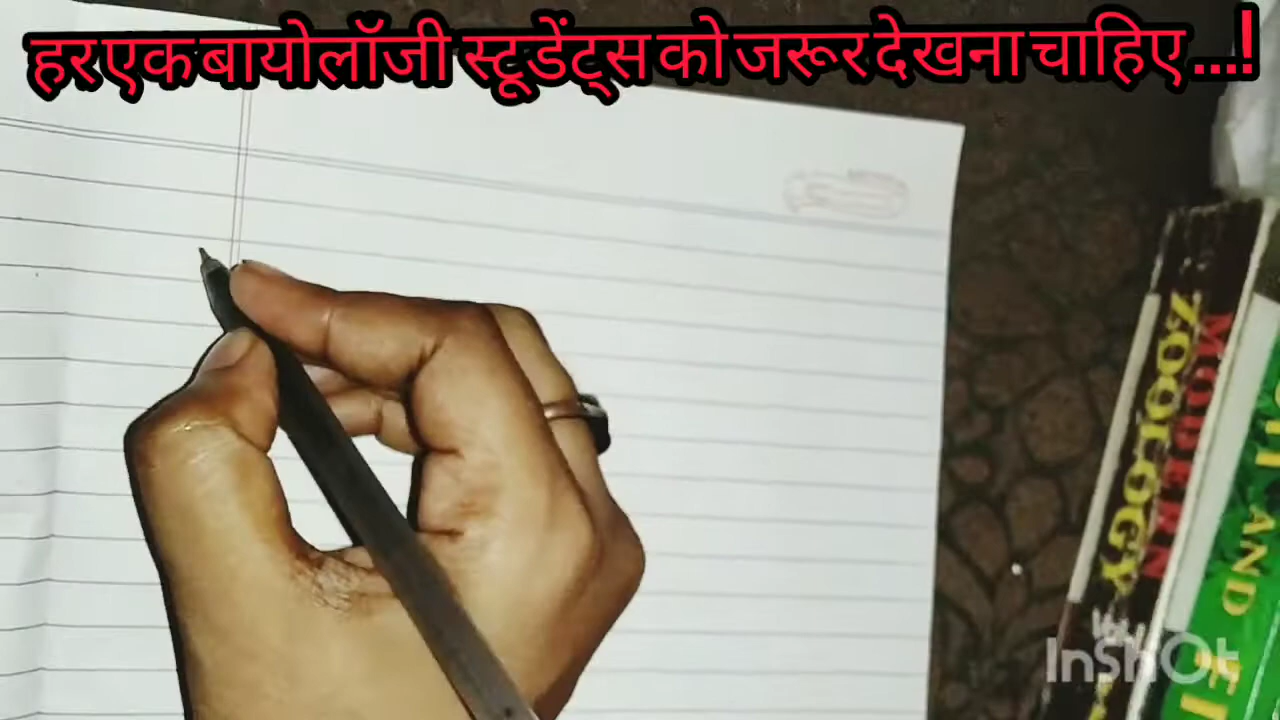 हर एक बायोलॉजी स्टूडेंट्स को जरूर देखना चाहिए ...!
MODERN
ZOOLOGY
AND
InShOt